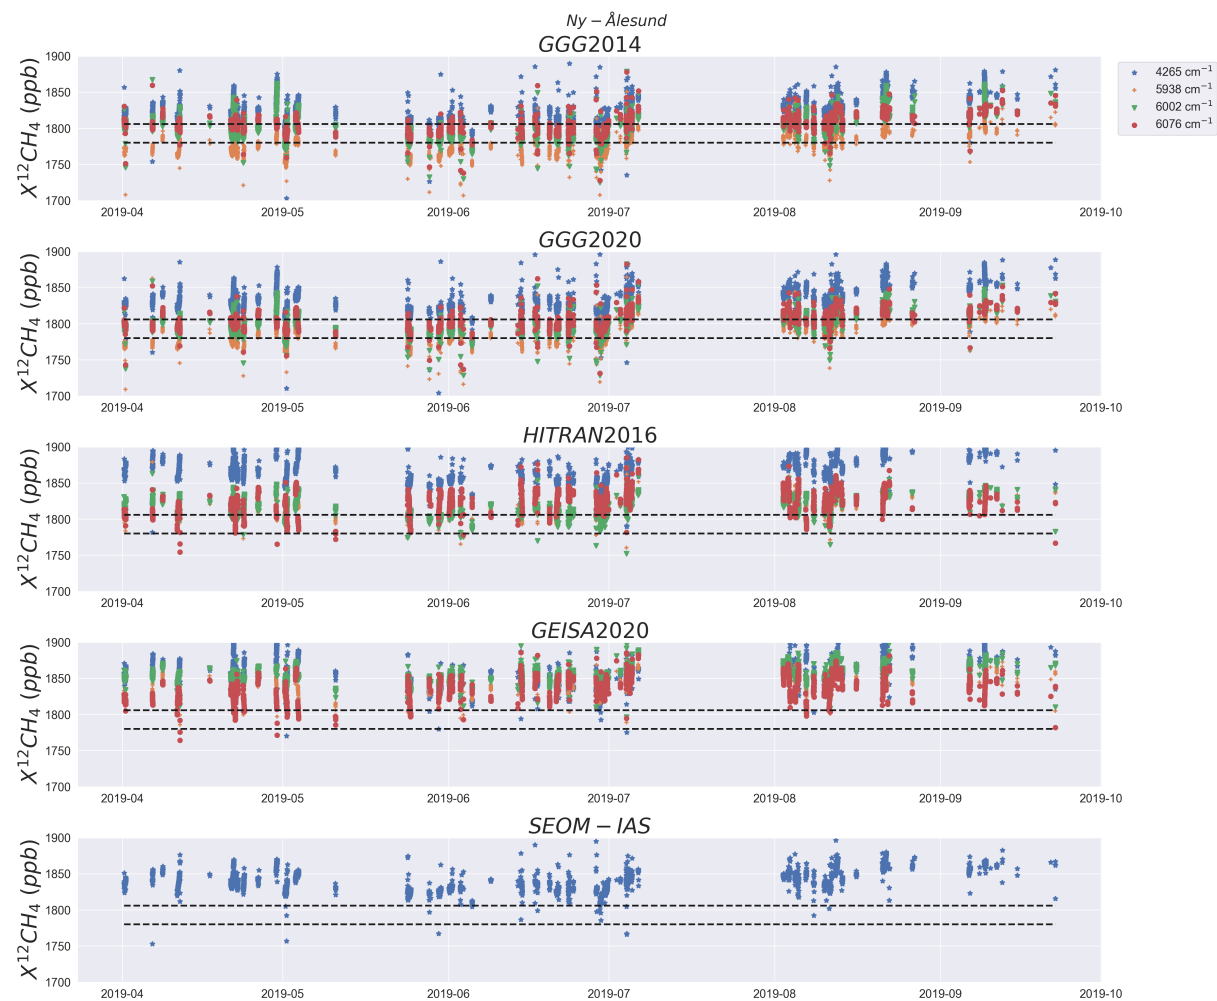 Ny − Ålesund
GGG2014
X¹²CH₄ (ppb)
1900
1850
1800
1750
1700
2019-04 2019-05 2019-06 2019-07 2019-08 2019-09 2019-10
4265 cm⁻¹
5938 cm⁻¹
6002 cm⁻¹
6076 cm⁻¹
GGG2020
X¹²CH₄ (ppb)
1900
1850
1800
1750
1700
2019-04 2019-05 2019-06 2019-07 2019-08 2019-09 2019-10
HITRAN2016
X¹²CH₄ (ppb)
1900
1850
1800
1750
1700
2019-04 2019-05 2019-06 2019-07 2019-08 2019-09 2019-10
GEISA2020
X¹²CH₄ (ppb)
1900
1850
1800
1750
1700
2019-04 2019-05 2019-06 2019-07 2019-08 2019-09 2019-10
SEOM − IAS
X¹²CH₄ (ppb)
1900
1850
1800
1750
1700
2019-04 2019-05 2019-06 2019-07 2019-08 2019-09 2019-10